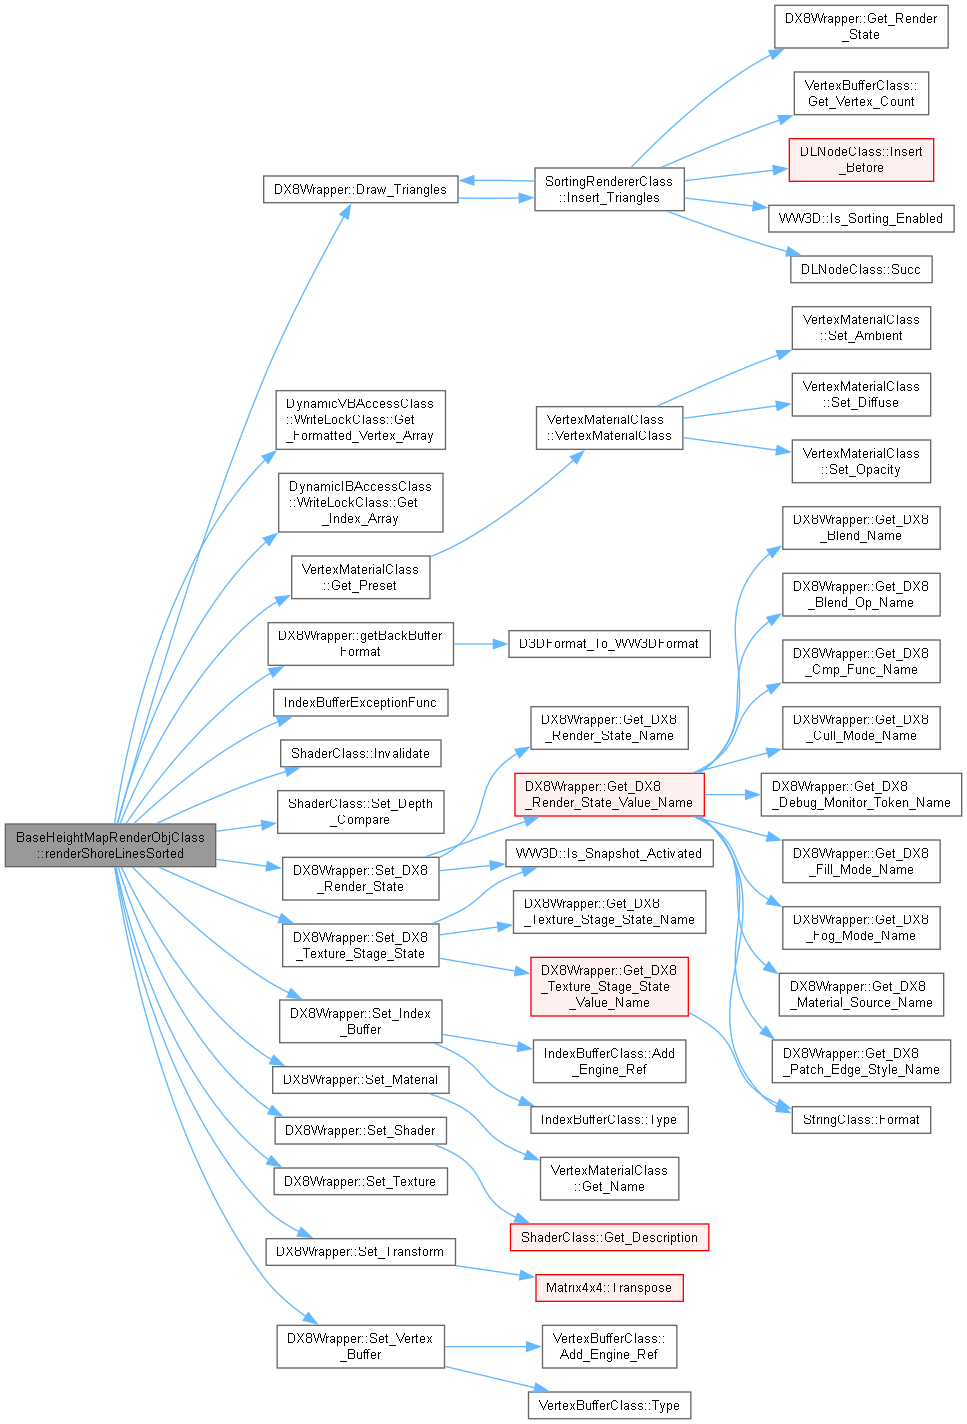 BaseHeightMapRenderObjClass
::renderShoreLinesSorted
DX8Wrapper::Draw_Triangles
DynamicVBAccessClass
::WriteLockClass::Get
_Formatted_Vertex_Array
DynamicIBAccessClass
::WriteLockClass::Get
_Index_Array
VertexMaterialClass
::Get_Preset
DX8Wrapper::getBackBuffer
Format
IndexBufferExceptionFunc
ShaderClass::Invalidate
ShaderClass::Set_Depth
_Compare
DX8Wrapper::Set_DX8
_Render_State
DX8Wrapper::Set_DX8
_Texture_Stage_State
DX8Wrapper::Set_Index
_Buffer
DX8Wrapper::Set_Material
DX8Wrapper::Set_Shader
DX8Wrapper::Set_Texture
DX8Wrapper::Set_Transform
DX8Wrapper::Set_Vertex
_Buffer
SortingRendererClass
::Insert_Triangles
VertexMaterialClass
::VertexMaterialClass
D3DFormat_To_WW3DFormat
DX8Wrapper::Get_DX8
_Render_State_Name
DX8Wrapper::Get_DX8
_Render_State_Value_Name
WW3D::Is_Snapshot_Activated
DX8Wrapper::Get_DX8
_Texture_Stage_State_Name
DX8Wrapper::Get_DX8
_Texture_Stage_State
_Value_Name
IndexBufferClass::Add
_Engine_Ref
IndexBufferClass::Type
VertexMaterialClass
::Get_Name
ShaderClass::Get_Description
Matrix4x4::Transpose
VertexBufferClass::
Add_Engine_Ref
VertexBufferClass::Type
DX8Wrapper::Get_Render
_State
VertexBufferClass::
Get_Vertex_Count
DLNodeClass::Insert
_Before
WW3D::Is_Sorting_Enabled
DLNodeClass::Succ
VertexMaterialClass
::Set_Ambient
VertexMaterialClass
::Set_Diffuse
VertexMaterialClass
::Set_Opacity
DX8Wrapper::Get_DX8
_Blend_Name
DX8Wrapper::Get_DX8
_Blend_Op_Name
DX8Wrapper::Get_DX8
_Cmp_Func_Name
DX8Wrapper::Get_DX8
_Cull_Mode_Name
DX8Wrapper::Get_DX8
_Debug_Monitor_Token_Name
DX8Wrapper::Get_DX8
_Fill_Mode_Name
DX8Wrapper::Get_DX8
_Fog_Mode_Name
DX8Wrapper::Get_DX8
_Material_Source_Name
DX8Wrapper::Get_DX8
_Patch_Edge_Style_Name
StringClass::Format